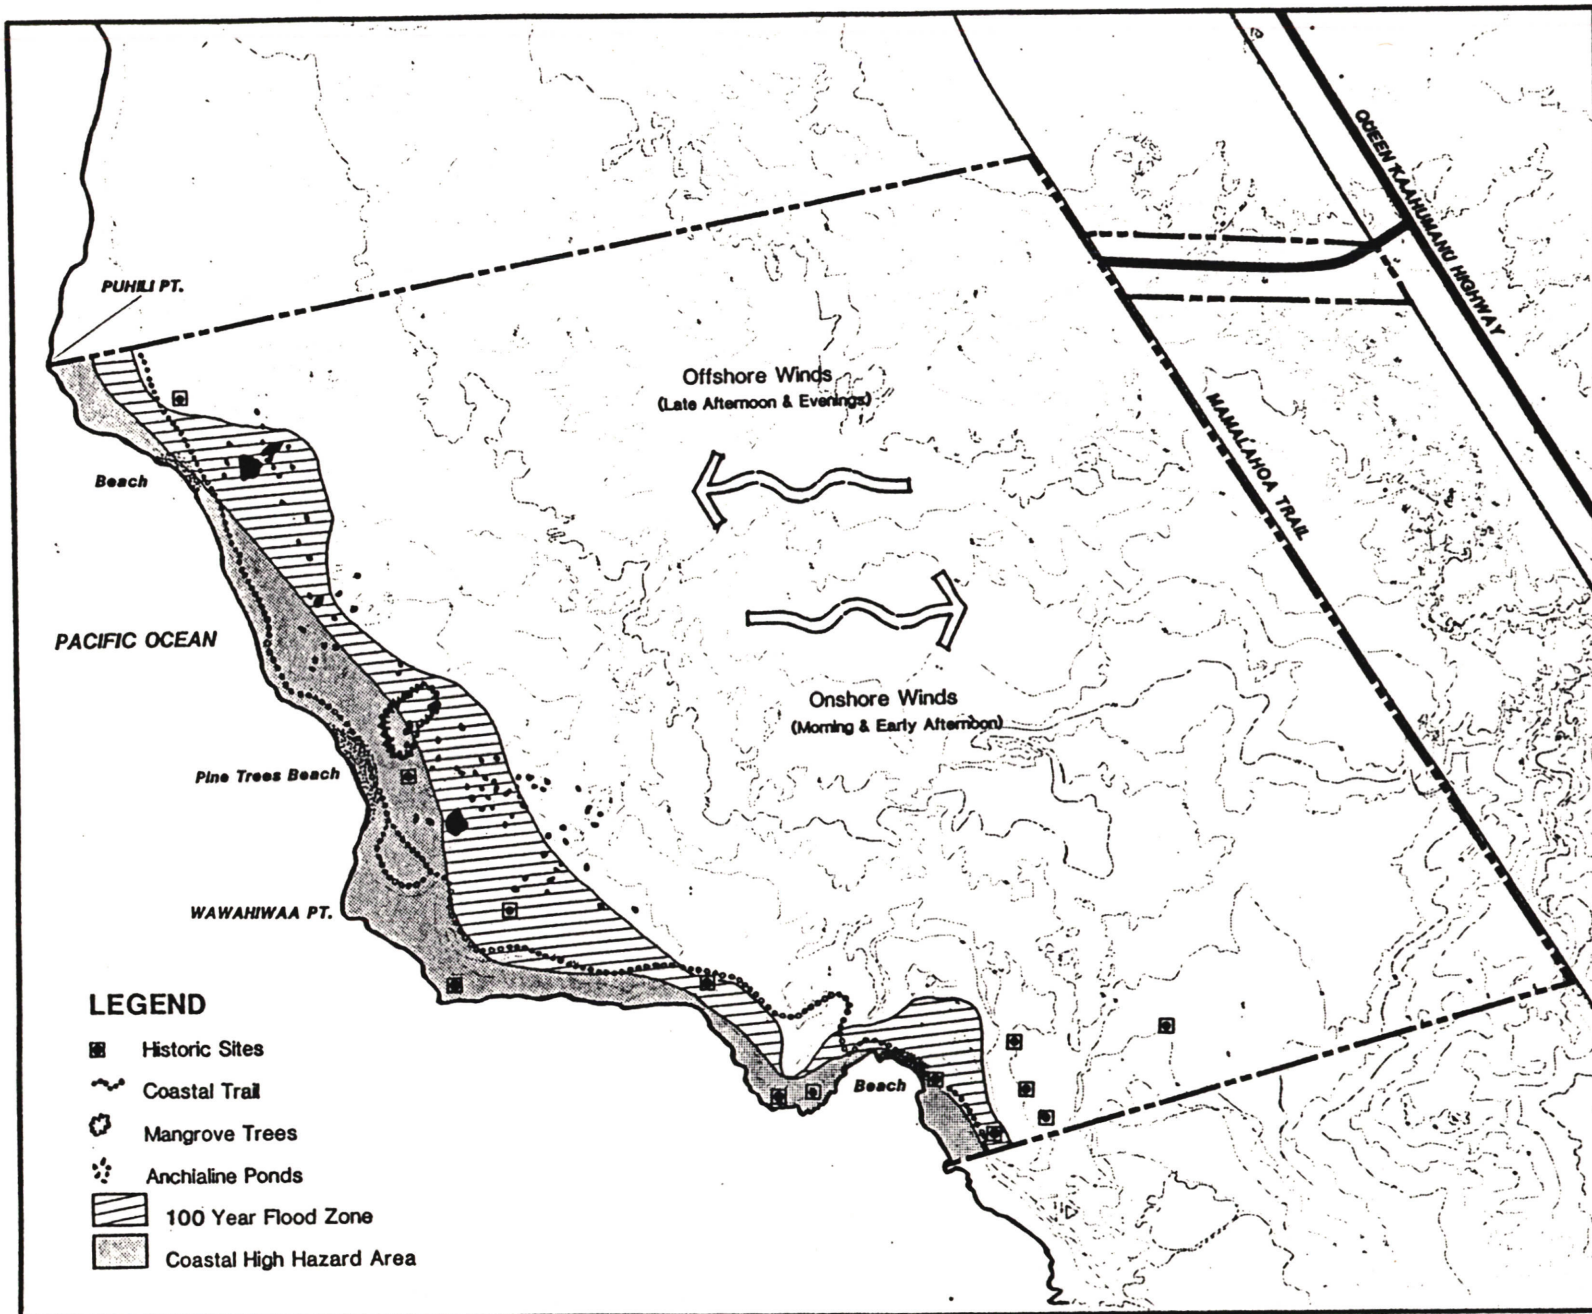 QUEEN KAAHUMANU HIGHWAY
PUHILI PT.
Offshore Winds
(Late Afternoon & Evenings)
MAMALAHOA TRAIL
Beach
PACIFIC OCEAN
Onshore Winds
(Morning & Early Afternoon)
Pine Trees Beach
WAWAHIWAA PT.
Beach
LEGEND
Historic Sites
Coastal Trail
Mangrove Trees
Anchialine Ponds
100 Year Flood Zone
Coastal High Hazard Area